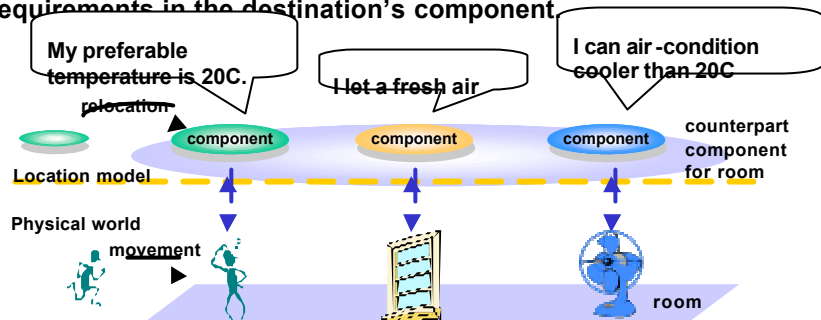 equirements in the destination's component.
My preferable
temperature is 20C.
I let a fresh air
I can air-condition
cooler than 20C
relocation
component
component
component
counterpart
component
for room
Location model
Physical world
movement
room